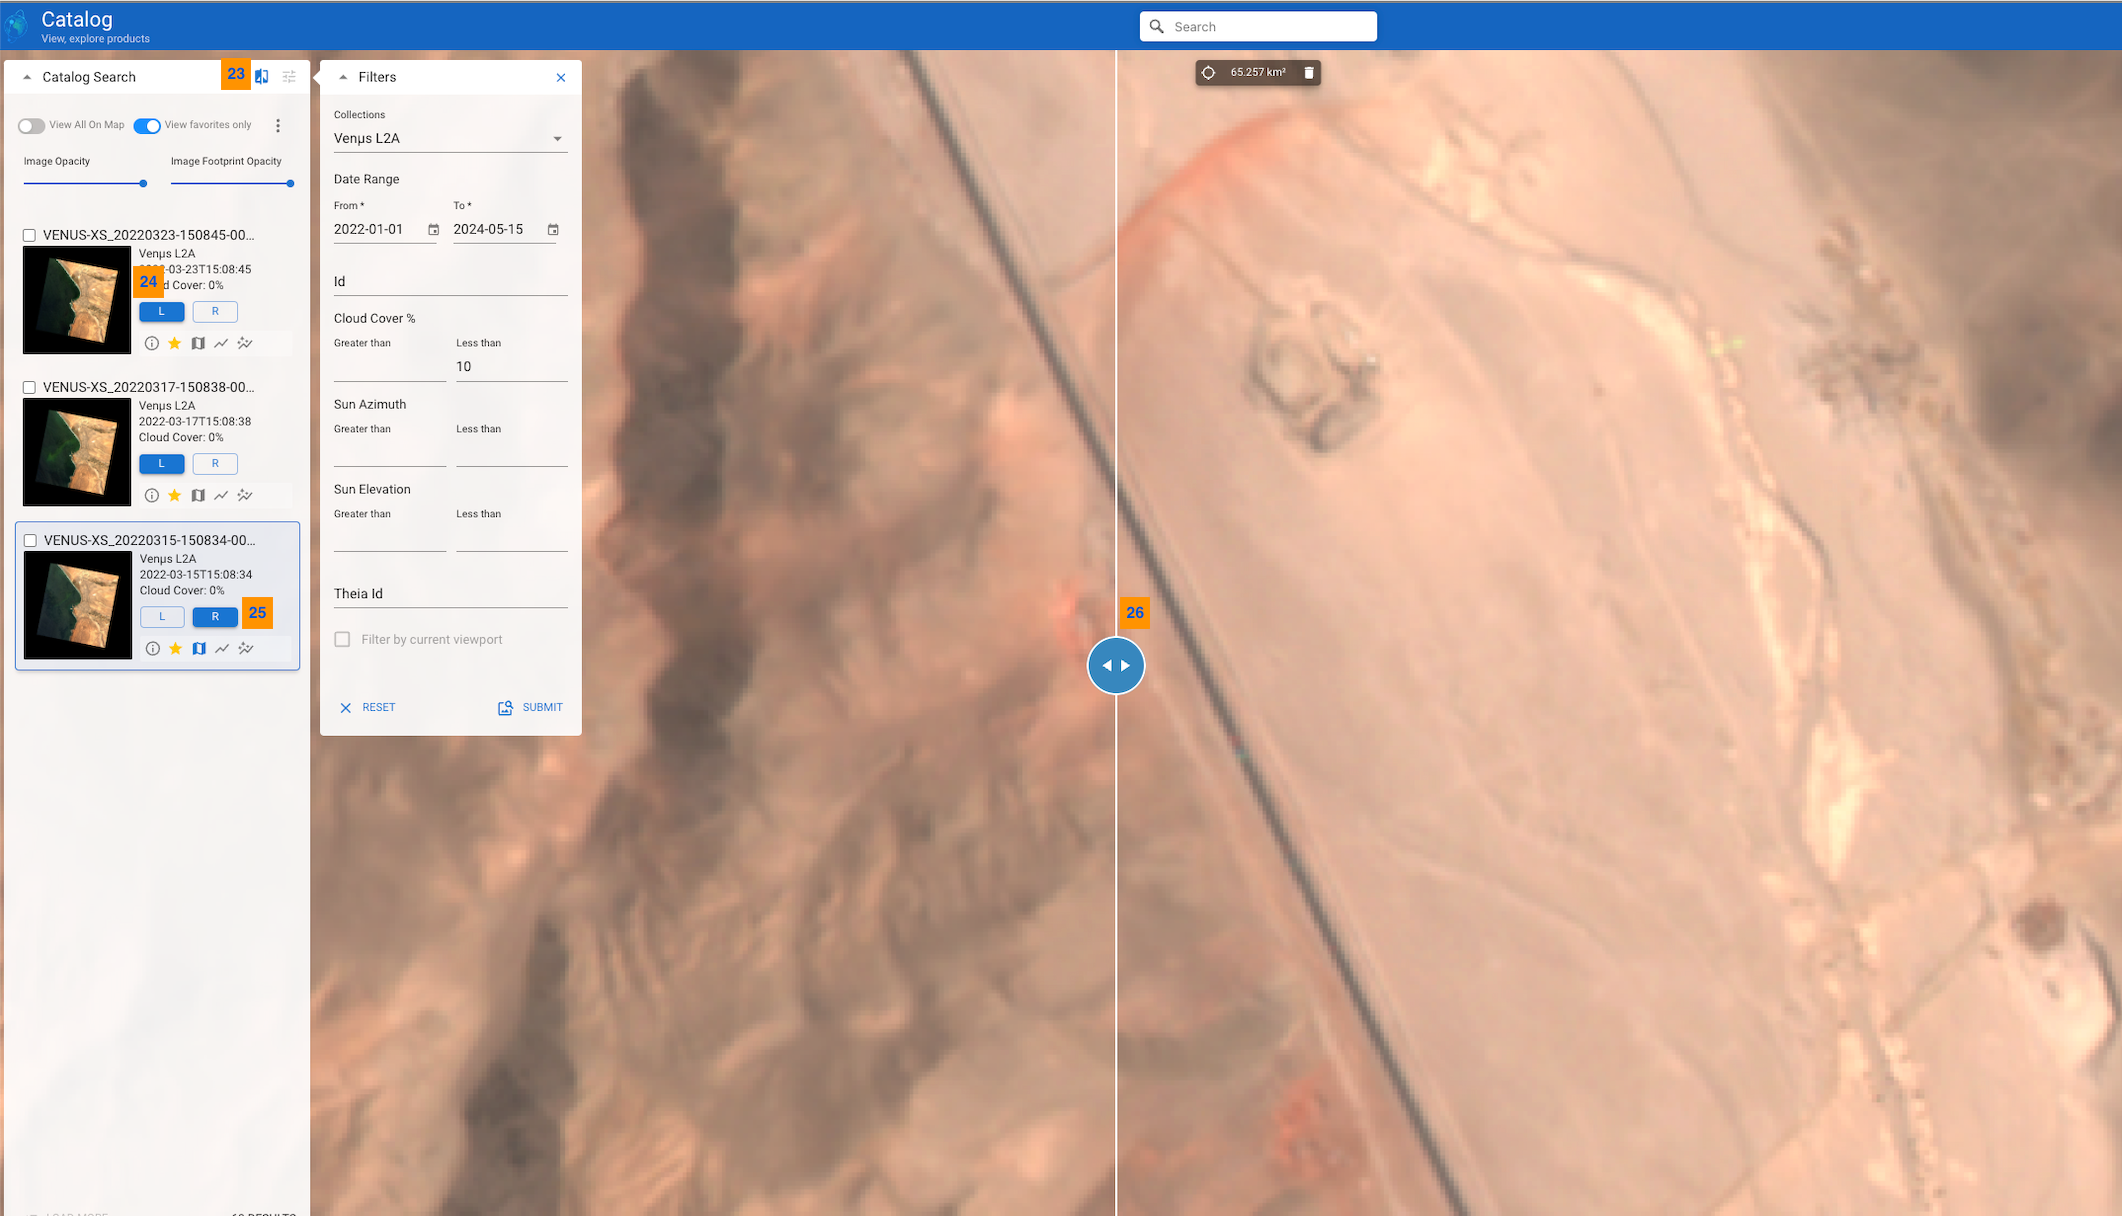 Catalog
View, explore products
Search
Catalog Search
23
Filters
65.257 km²
View All On Map
View favorites only
Image Opacity
Image Footprint Opacity
VENUS-XS_20220323-150845-00...
Venµs L2A
-03-23T15:08:45
24
d Cover: 0%
L
R
VENUS-XS_20220317-150838-00...
Venµs L2A
2022-03-17T15:08:38
Cloud Cover: 0%
L
R
VENUS-XS_20220315-150834-00...
Venµs L2A
2022-03-15T15:08:34
Cloud Cover: 0%
L
R
25
Collections
Venµs L2A
Date Range
From *
To *
2022-01-01
2024-05-15
Id
Cloud Cover %
Greater than
Less than
10
Sun Azimuth
Greater than
Less than
Sun Elevation
Greater than
Less than
Theia Id
Filter by current viewport
RESET
SUBMIT
26